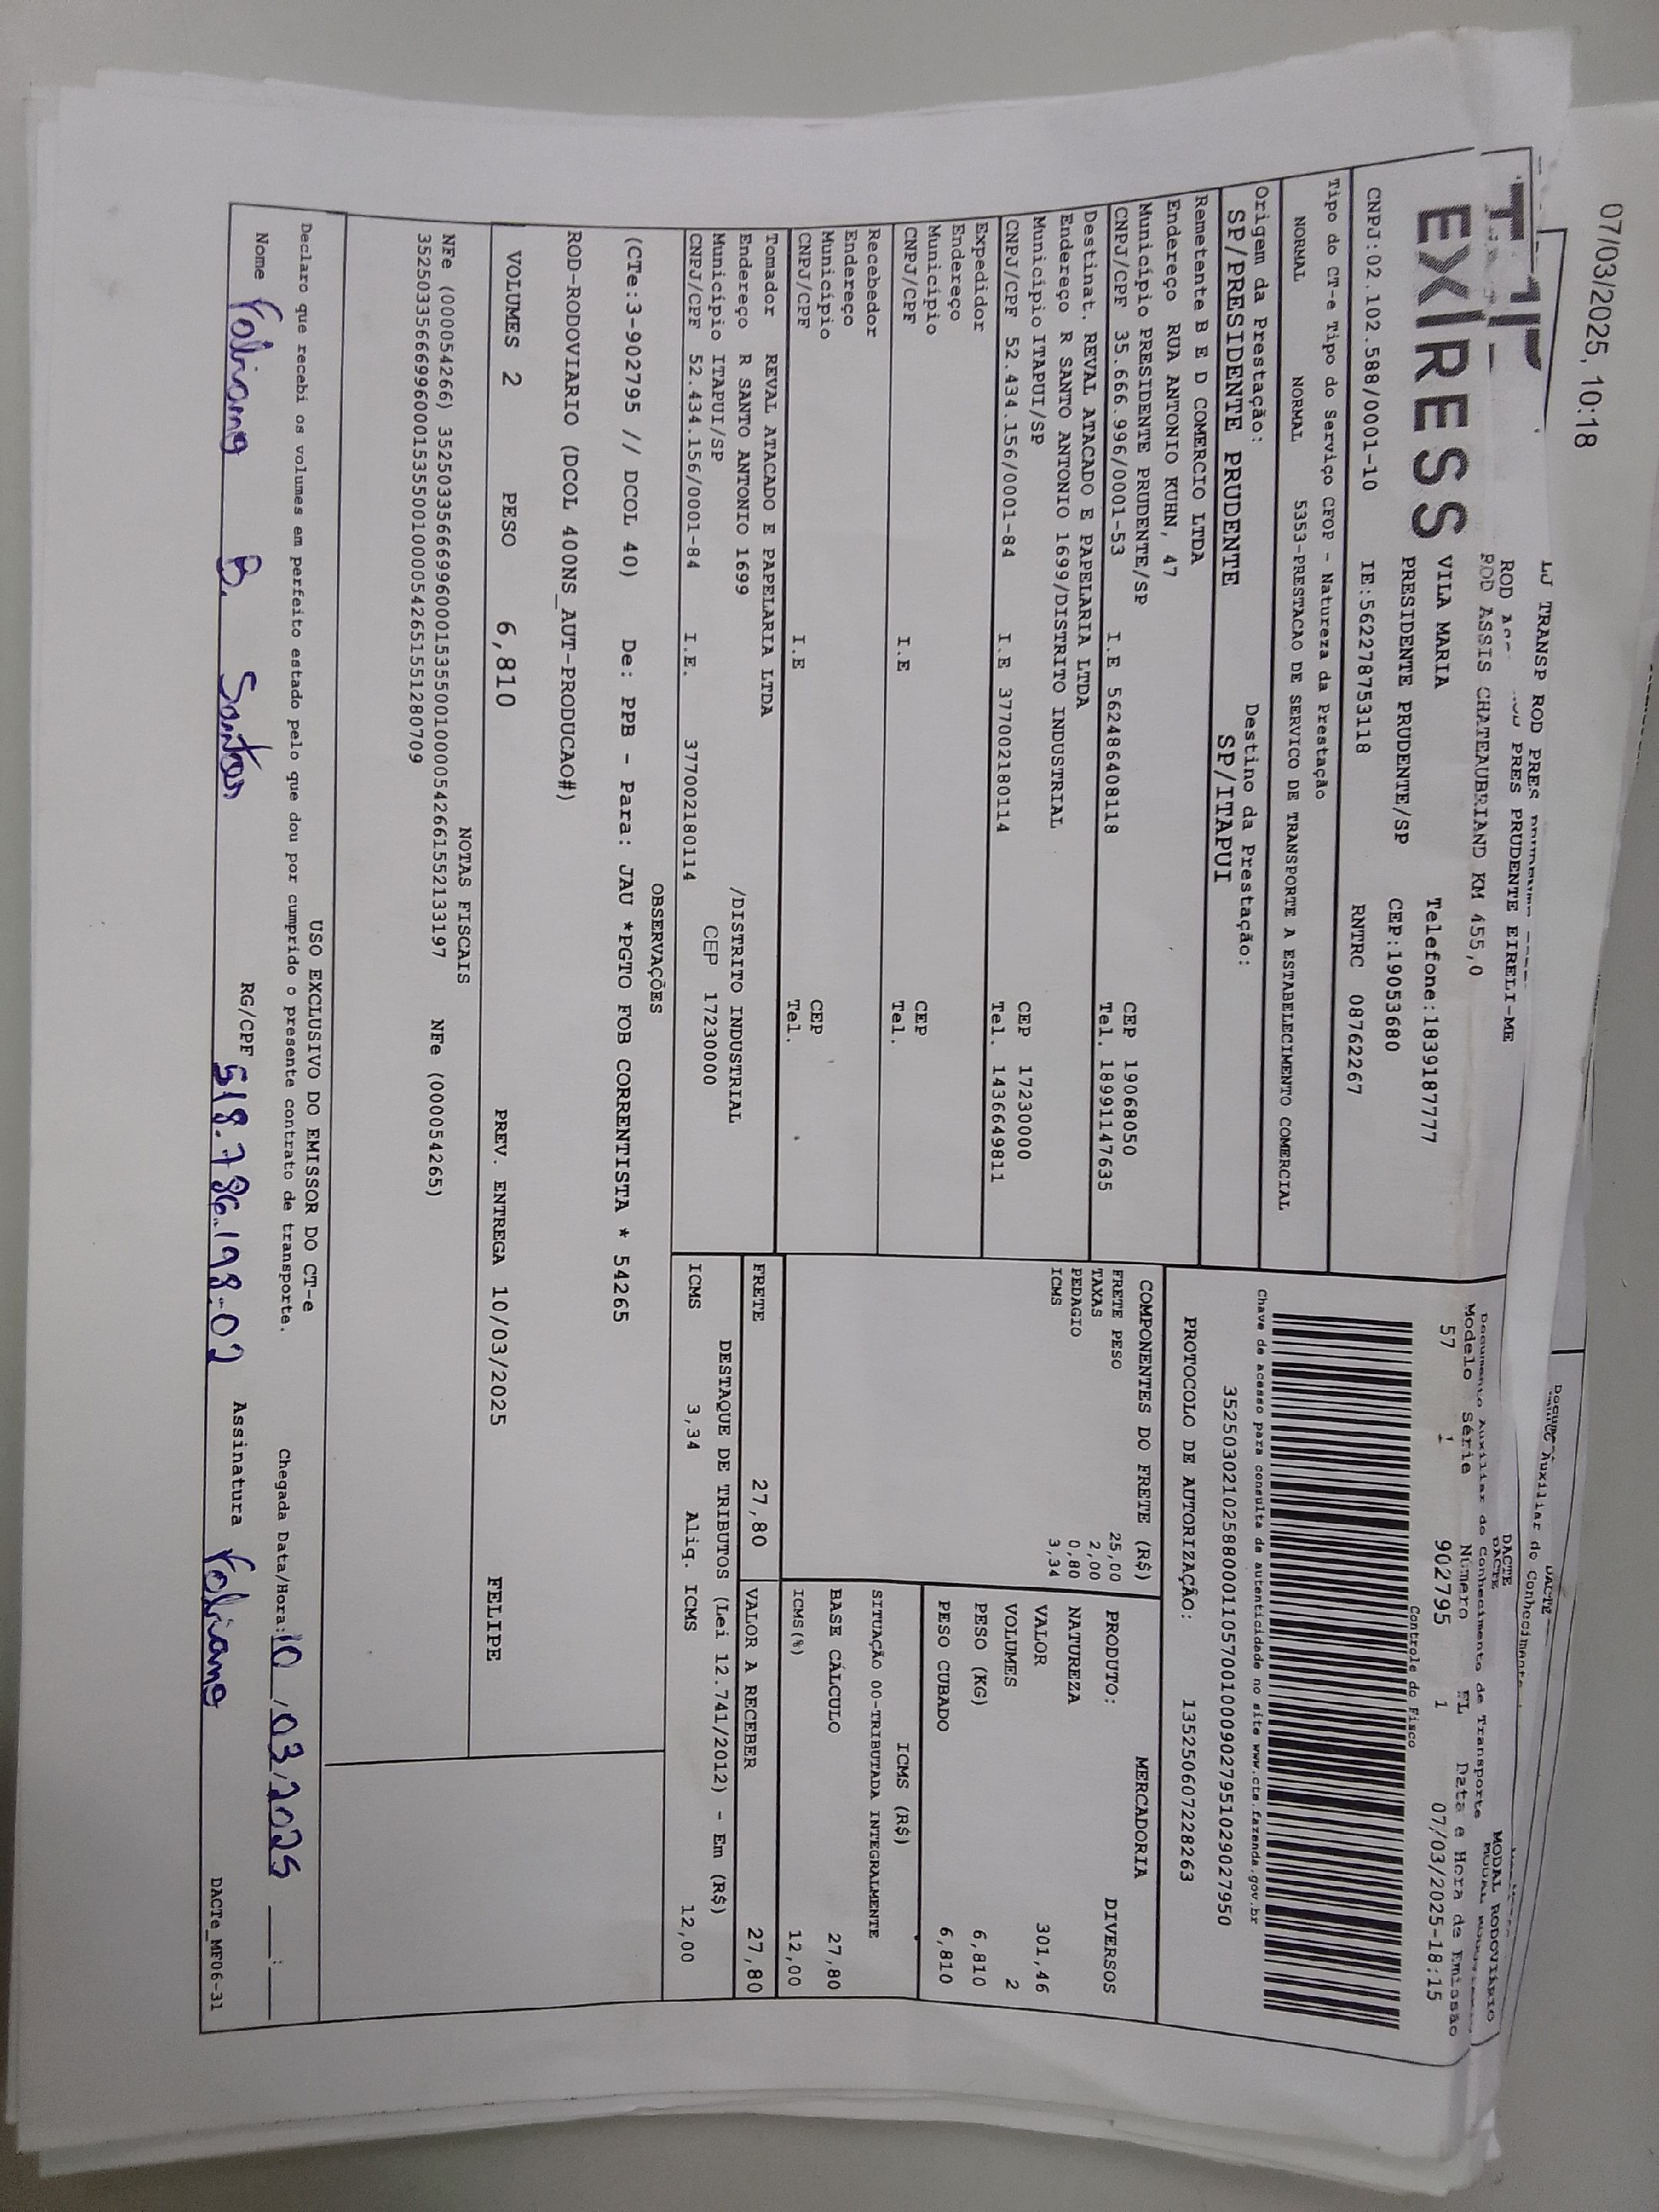 07/03/2025, 10:18
EXPRESS
LJ TRANSP ROD PRES
ROD PRES PRUDENTE EIRELI-ME
ROD ASSIS CHATEAUBRIAND KM 455,0
VILA MARIA Telefone:1839187777
PRESIDENTE PRUDENTE/SP CEP:19053680
CNPJ:02.102.588/0001-10 IE:562278753118 RNTRC 08762267
DACTE
DACTE
MODAL RODOVIÁRIO
Documento Auxiliar do Conhecimento de Transporte
Modelo Série Número FL Data e Hora de Emissão
57 1 902795 1 07/03/2025-18:15
Controle do Fisco
Tipo do CT-e Tipo do Serviço CFOP - Natureza da Prestação
NORMAL NORMAL 5353-PRESTACAO DE SERVICO DE TRANSPORTE A ESTABELECIMENTO COMERCIAL
Chave de acesso para consulta de autenticidade no site www.cte.fazenda.gov.br
35250302102588000110570010009027951029027950
Origem da Prestação: Destino da Prestação:
SP/PRESIDENTE PRUDENTE SP/ITAPUI
PROTOCOLO DE AUTORIZAÇÃO: 135250607228263
Remetente B E D COMERCIO LTDA
Endereço RUA ANTONIO KUHN, 47
Município PRESIDENTE PRUDENTE/SP CEP 19068050
CNPJ/CPF 35.666.996/0001-53 I.E 562486408118 Tel. 18991147635
Destinat. REVAL ATACADO E PAPELARIA LTDA
Endereço R SANTO ANTONIO 1699/DISTRITO INDUSTRIAL
Município ITAPUI/SP CEP 17230000
CNPJ/CPF 52.434.156/0001-84 I.E 377002180114 Tel. 1436649811
Expedidor
Endereço
Município CEP
CNPJ/CPF I.E Tel.
Recebedor
Endereço
Município CEP
CNPJ/CPF I.E Tel.
Tomador REVAL ATACADO E PAPELARIA LTDA
Endereço R SANTO ANTONIO 1699 /DISTRITO INDUSTRIAL
Município ITAPUI/SP CEP 17230000
CNPJ/CPF 52.434.156/0001-84 I.E. 377002180114
COMPONENTES DO FRETE (R$)
FRETE PESO 25,00
TAXAS 2,00
PEDAGIO 0,80
ICMS 3,34
MERCADORIA
PRODUTO: DIVERSOS
NATUREZA
VALOR 301,46
VOLUMES 2
PESO (KG) 6,810
PESO CUBADO 6,810
ICMS (R$)
SITUAÇÃO 00-TRIBUTADA INTEGRALMENTE
BASE CÁLCULO 27,80
ICMS(%) 12,00
FRETE 27,80 VALOR A RECEBER 27,80
DESTAQUE DE TRIBUTOS (Lei 12.741/2012) - Em (R$)
ICMS 3,34 Aliq. ICMS 12,00
OBSERVAÇÕES
(CTe:3-902795 // DCOL 40) De: PPB - Para: JAU *PGTO FOB CORRENTISTA * 54265
ROD-RODOVIARIO (DCOL 400NS_AUT-PRODUCAO#)
VOLUMES 2 PESO 6,810 PREV. ENTREGA 10/03/2025 FELIPE
NOTAS FISCAIS
NFe (000054266) 35250335666996000153550010000542661552133197 NFe (000054265)
35250335666996000153550010000542651551280709
USO EXCLUSIVO DO EMISSOR DO CT-e
Declaro que recebi os volumes em perfeito estado pelo que dou por cumprido o presente contrato de transporte. Chegada Data/Hora: 10/03/2025 __:__
Nome Fabiana B. Santos RG/CPF 518.786.198-02 Assinatura Fabiana
DACTe_MF06-31